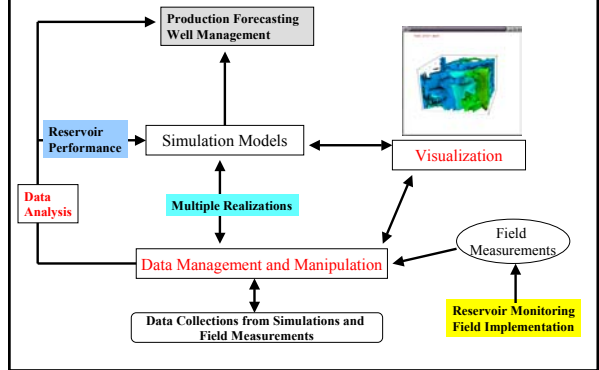 Production Forecasting
Well Management
Reservoir
Performance
Simulation Models
Visualization
Data
Analysis
Multiple Realizations
Data Management and Manipulation
Field
Measurements
Data Collections from Simulations and
Field Measurements
Reservoir Monitoring
Field Implementation